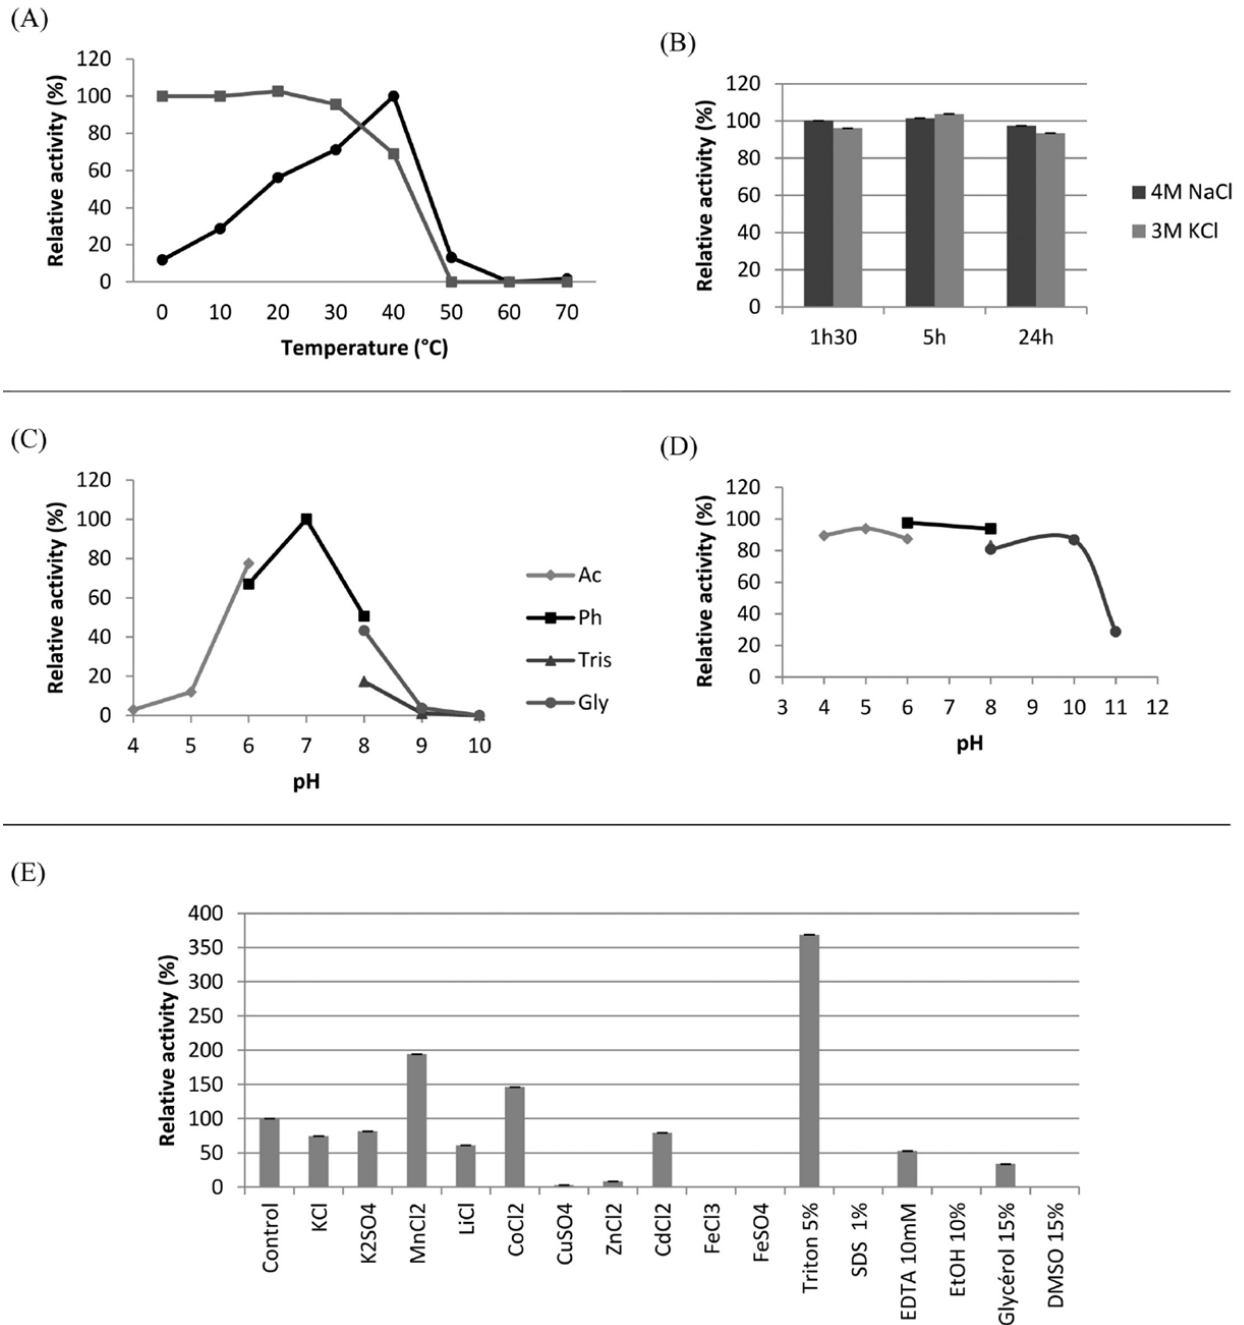 (A)
120
100
80
60
40
20
0
Relative activity (%)
0 10 20 30 40 50 60 70
Temperature (°C)
(B)
120
100
80
60
40
20
0
Relative activity (%)
1h30 5h 24h
4M NaCl
3M KCl
(C)
120
100
80
60
40
20
0
Relative activity (%)
4 5 6 7 8 9 10
pH
Ac
Ph
Tris
Gly
(D)
120
100
80
60
40
20
0
Relative activity (%)
3 4 5 6 7 8 9 10 11 12
pH
(E)
400
350
300
250
200
150
100
50
0
Relative activity (%)
Control
KCl
K2SO4
MnCl2
LiCl
CoCl2
CuSO4
ZnCl2
CdCl2
FeCl3
FeSO4
Triton 5%
SDS 1%
EDTA 10mM
EtOH 10%
Glycérol 15%
DMSO 15%